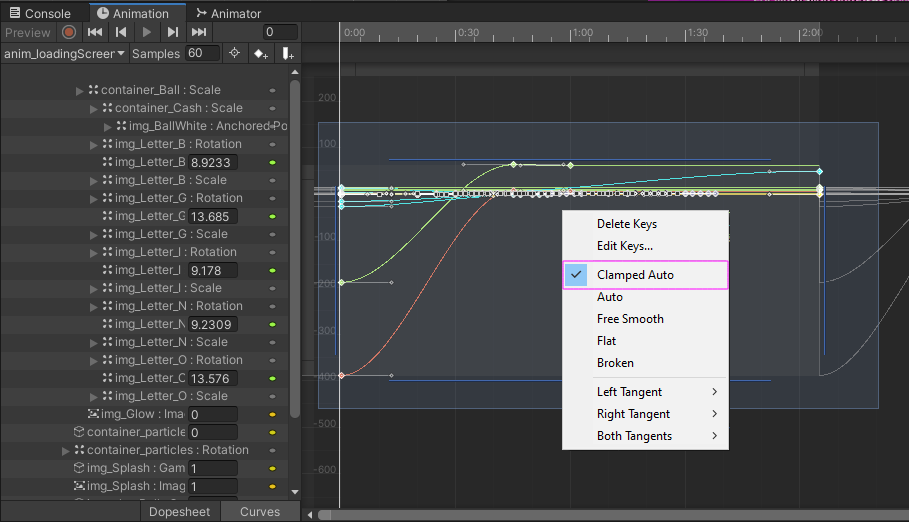 Console Animation Animator
Preview 0 0:00 0:30 1:00 1:30 2:00
anim_loadingScreer Samples 60
container_Ball : Scale
container_Cash : Scale
img_BallWhite : Anchored Po
img_Letter_B : Rotation
img_Letter_B 8.9233
img_Letter_B : Scale
img_Letter_G : Rotation
img_Letter_G 13.685
img_Letter_G : Scale
img_Letter_I : Rotation
img_Letter_I 9.178
img_Letter_I : Scale
img_Letter_N : Rotation
img_Letter_N 9.2309
img_Letter_N : Scale
img_Letter_O : Rotation
img_Letter_C 13.576
img_Letter_O : Scale
img_Glow : Ima 0
container_particle 0
container_particles : Rotation
img_Splash : Gam 1
img_Splash : Imag 1
Dopesheet Curves
200
100
-100
-200
-300
-400
-500
-600
Delete Keys
Edit Keys...
Clamped Auto
Auto
Free Smooth
Flat
Broken
Left Tangent
Right Tangent
Both Tangents